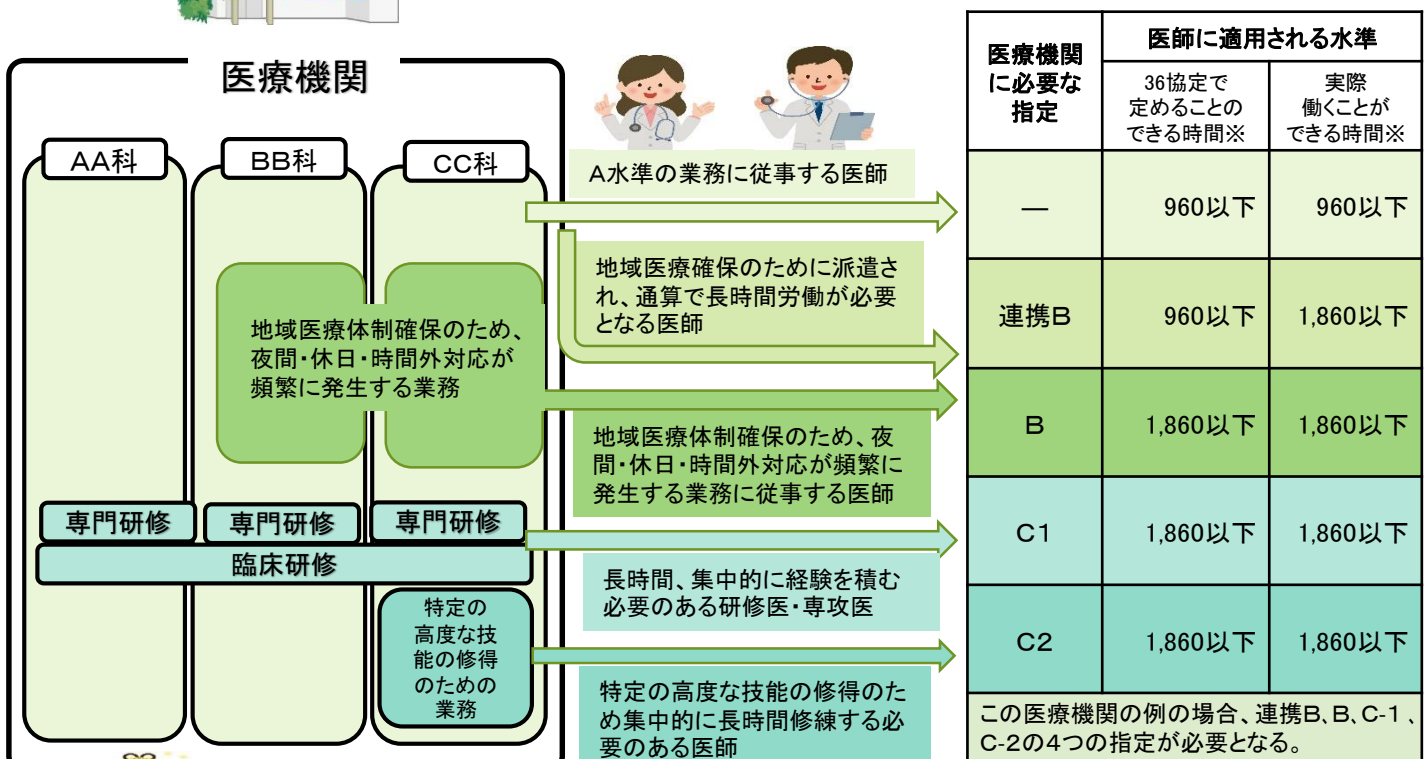 医療機関
AA科
BB科
CC科
地域医療体制確保のため、
夜間・休日・時間外対応が
頻繁に発生する業務
専門研修
専門研修
専門研修
臨床研修
特定の
高度な技
能の修得
のための
業務
A水準の業務に従事する医師
地域医療確保のために派遣さ
れ、通算で長時間労働が必要
となる医師
地域医療体制確保のため、夜
間・休日・時間外対応が頻繁に
発生する業務に従事する医師
長時間、集中的に経験を積む
必要のある研修医・専攻医
特定の高度な技能の修得のた
め集中的に長時間修練する必
要のある医師
医療機関
に必要な
指定
医師に適用される水準
36協定で
定めることの
できる時間※
実際
働くことが
できる時間※
― 960以下 960以下
連携B 960以下 1,860以下
B 1,860以下 1,860以下
C1 1,860以下 1,860以下
C2 1,860以下 1,860以下
この医療機関の例の場合、連携B、B、C-1、
C-2の4つの指定が必要となる。